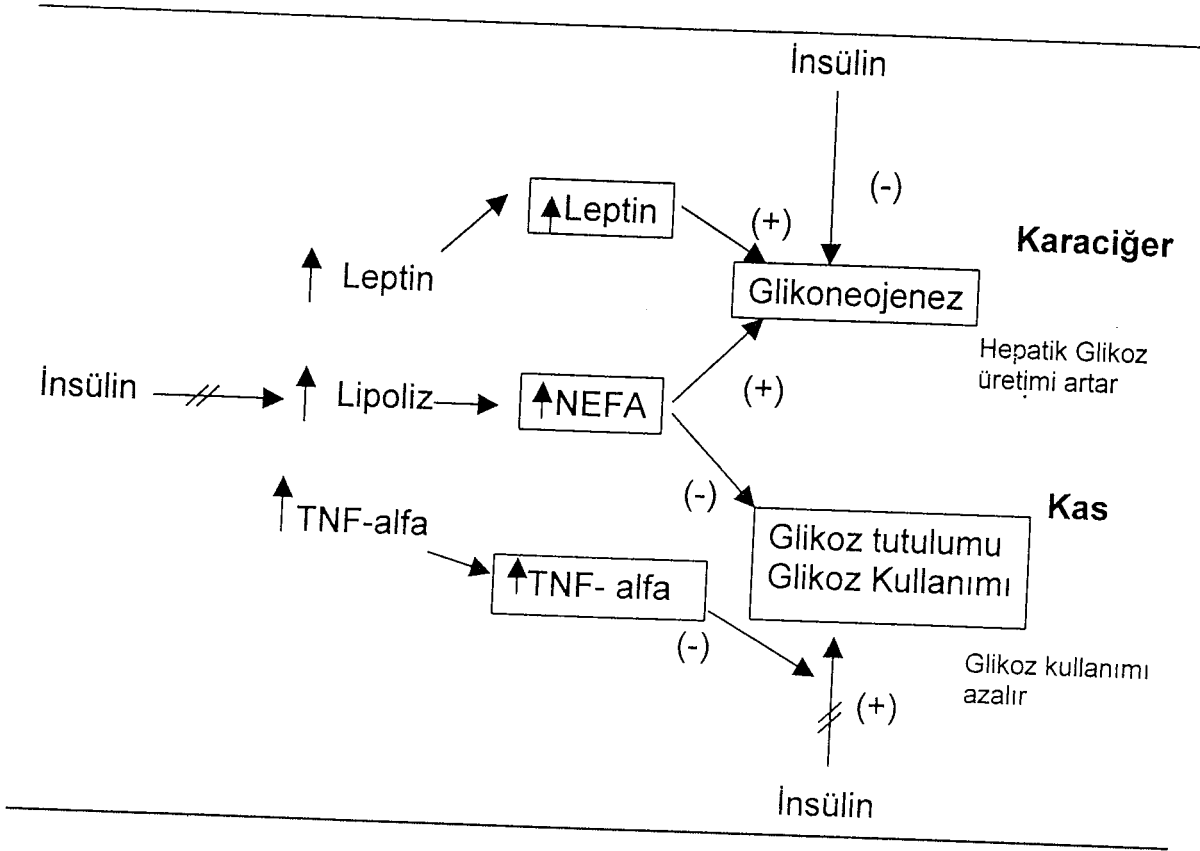 İnsülin
(-)
↑Leptin
(+)
Karaciğer
↑ Leptin
Glikoneojenez
Hepatik Glikoz
üretimi artar
İnsülin
↑ Lipoliz
↑NEFA
(+)
(-)
Kas
↑TNF-alfa
Glikoz tutulumu
Glikoz Kullanımı
↑TNF- alfa
(-)
Glikoz kullanımı
azalır
(+)
İnsülin